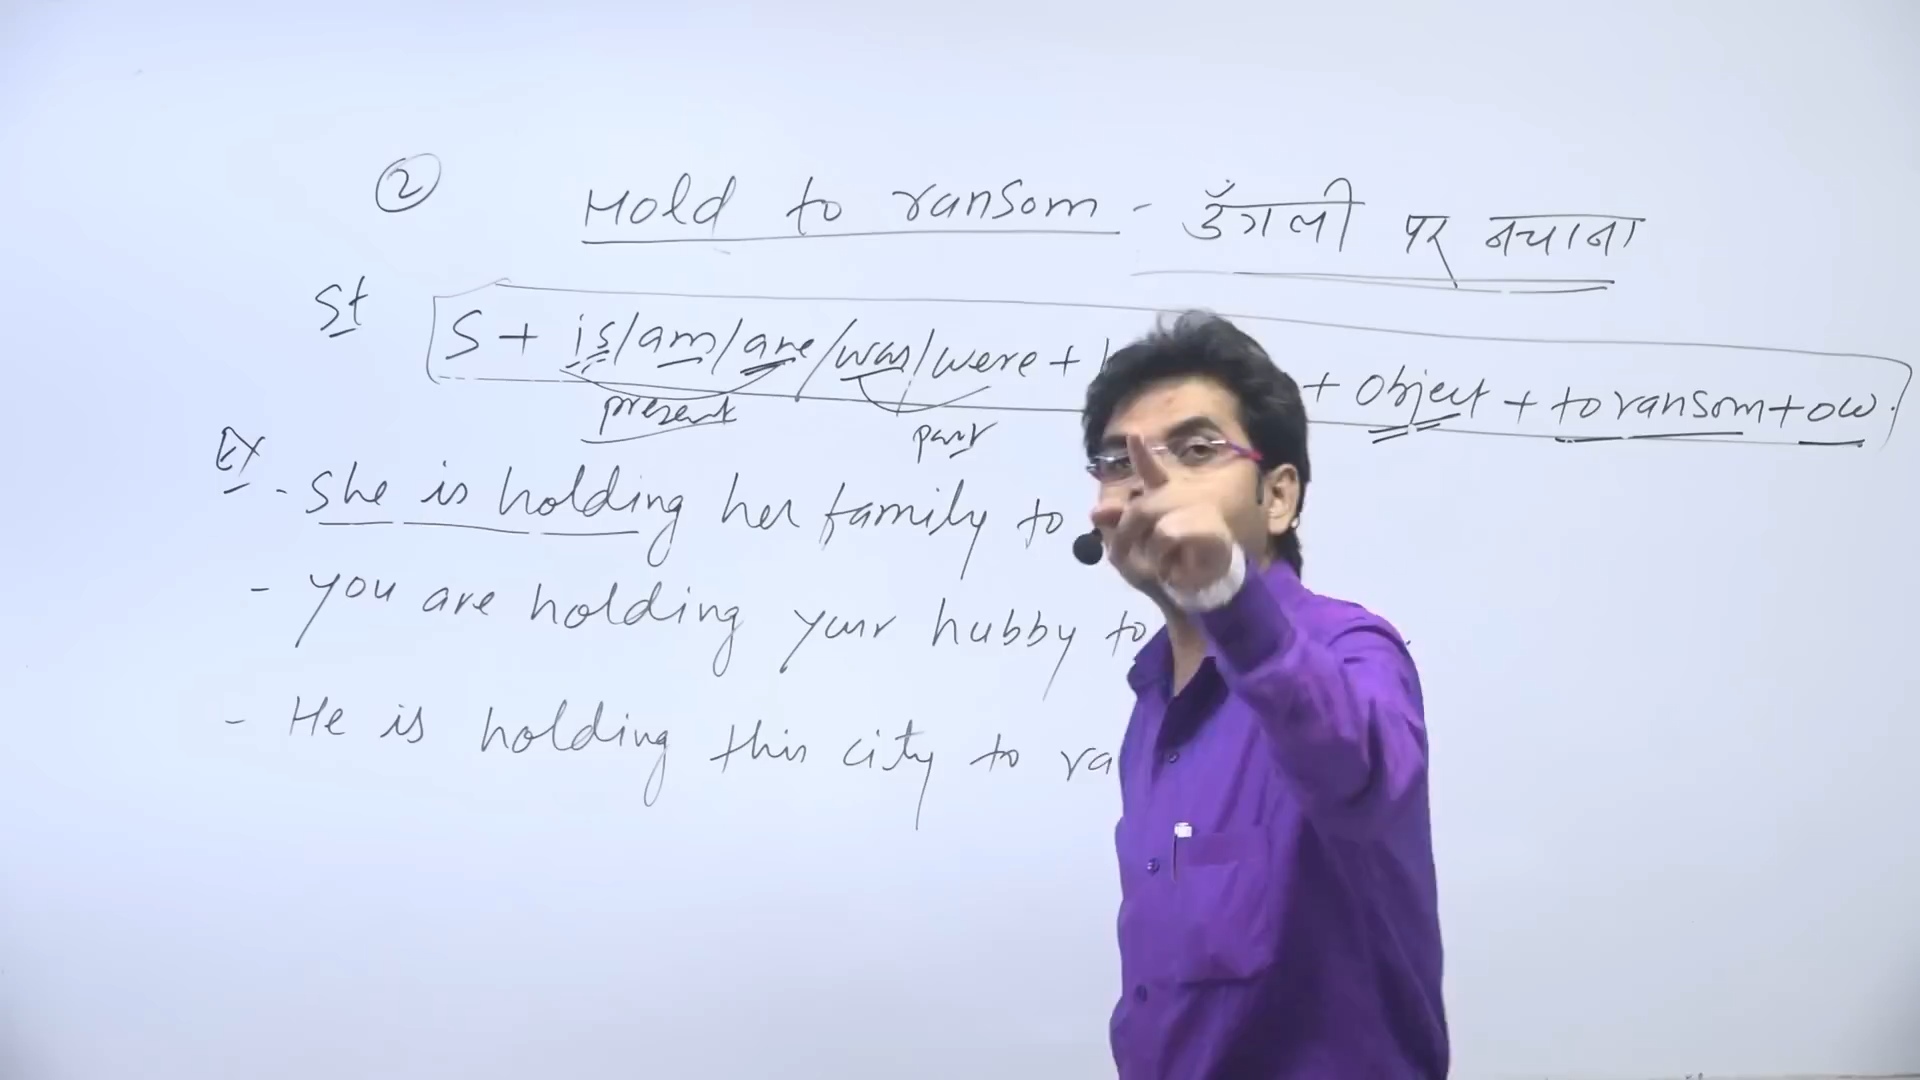 ② Hold to ransom - उँगली पर नचाना
St S + is/am/are/was/were + + object + to ransom + ow.
present past
Ex - She is holding her family to
- you are holding your hubby to
- He is holding this city to ra